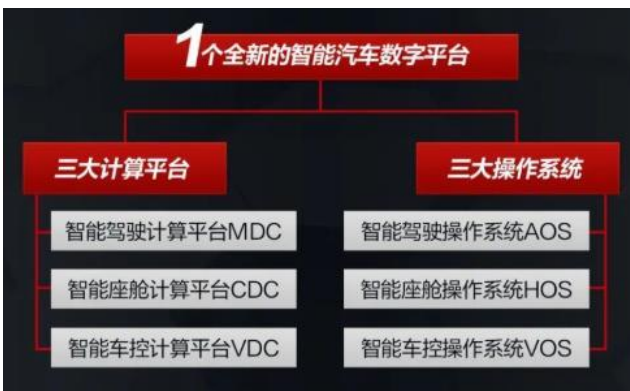 1个全新的智能汽车数字平台
三大计算平台
三大操作系统
智能驾驶计算平台MDC
智能驾驶操作系统AOS
智能座舱计算平台CDC
智能座舱操作系统HOS
智能车控计算平台VDC
智能车控操作系统VOS